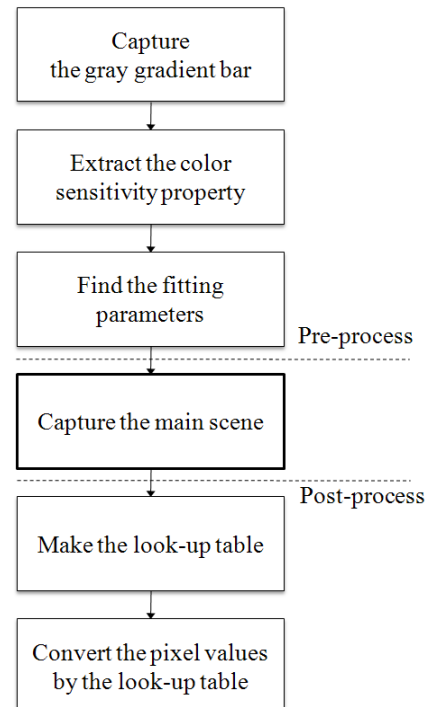 Capture
the gray gradient bar
Extract the color
sensitivity property
Find the fitting
parameters
Pre-process
Capture the main scene
Post-process
Make the look-up table
Convert the pixel values
by the look-up table